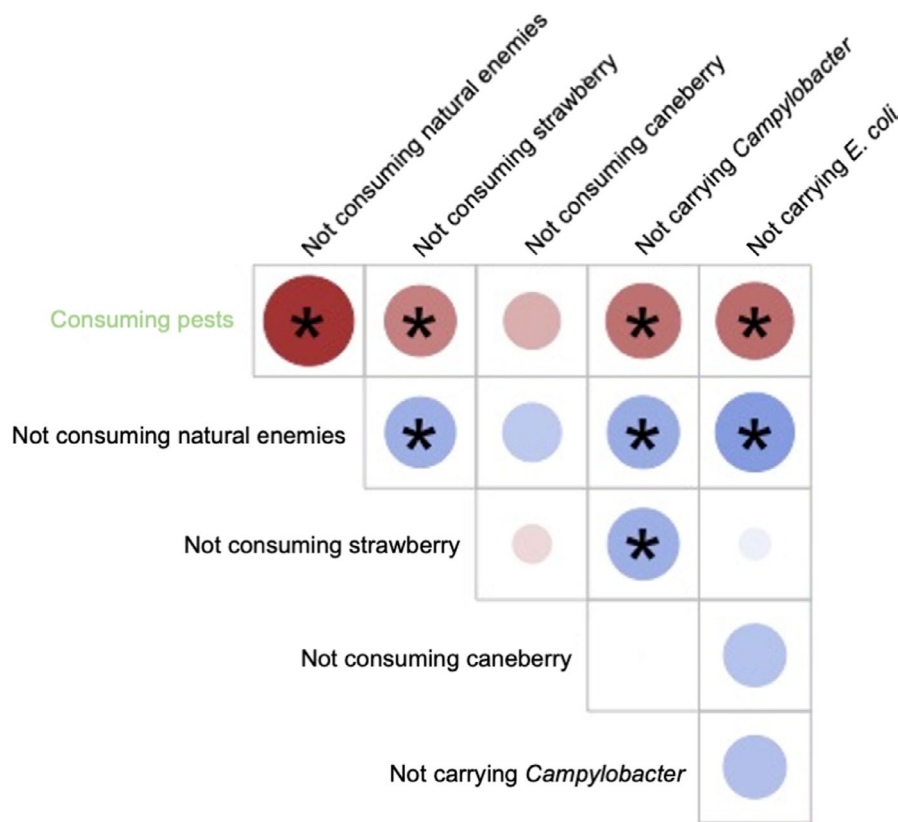 Not consuming natural enemies
Not consuming strawberry
Not consuming caneberry
Not carrying Campylobacter
Not carrying E. coli
Consuming pests
* * * *
Not consuming natural enemies
* * *
Not consuming strawberry
*
Not consuming caneberry
Not carrying Campylobacter